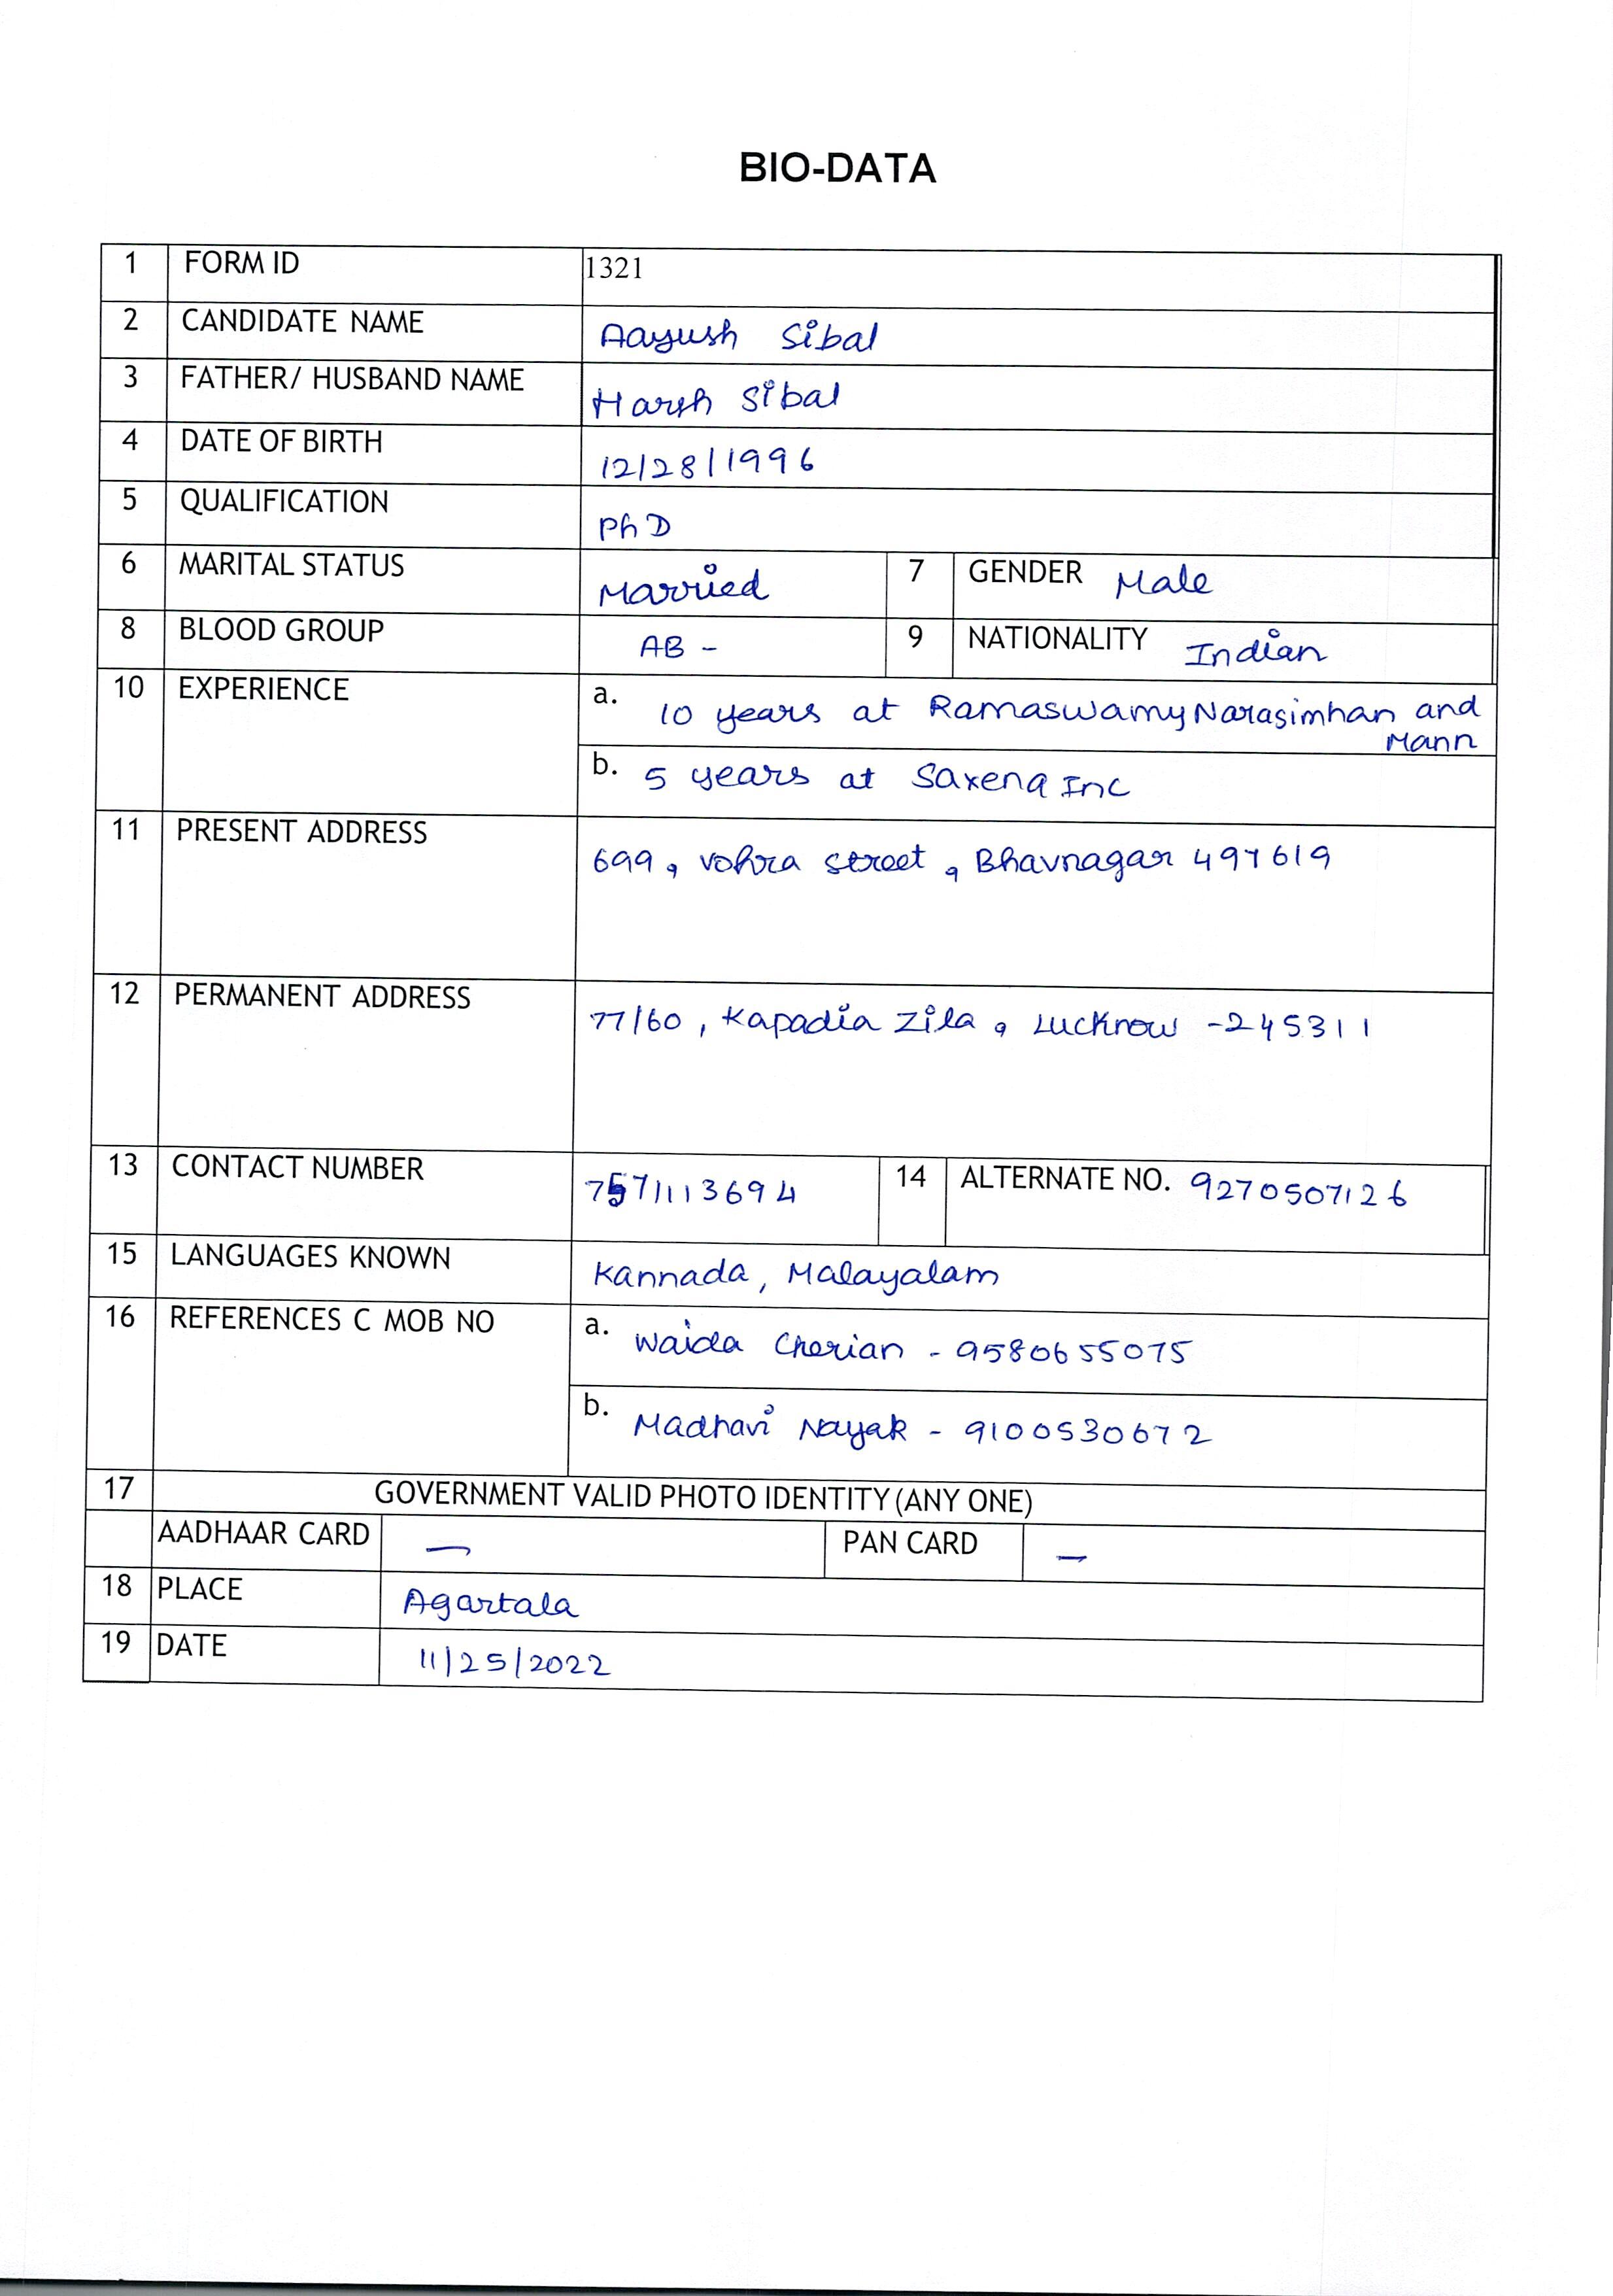 BIO-DATA
1 FORM ID 1321
2 CANDIDATE NAME Aayush Sibal
3 FATHER/ HUSBAND NAME Harsh Sibal
4 DATE OF BIRTH 12/28/1996
5 QUALIFICATION PhD
6 MARITAL STATUS Married 7 GENDER Male
8 BLOOD GROUP AB - 9 NATIONALITY Indian
10 EXPERIENCE a. 10 years at Ramaswamy Narasimhan and
Mann
b. 5 years at Saxena Inc
11 PRESENT ADDRESS 699, Vohra street, Bhavnagar 497619
12 PERMANENT ADDRESS 77/60, Kapadia Zila, Lucknow -245311
13 CONTACT NUMBER 7571113694 14 ALTERNATE NO. 9270507126
15 LANGUAGES KNOWN Kannada, Malayalam
16 REFERENCES C MOB NO a. Waida Cherian - 9580655075
b. Madhavi Nayak - 9100530672
17 GOVERNMENT VALID PHOTO IDENTITY (ANY ONE)
AADHAAR CARD — PAN CARD —
18 PLACE Agartala
19 DATE 11/25/2022